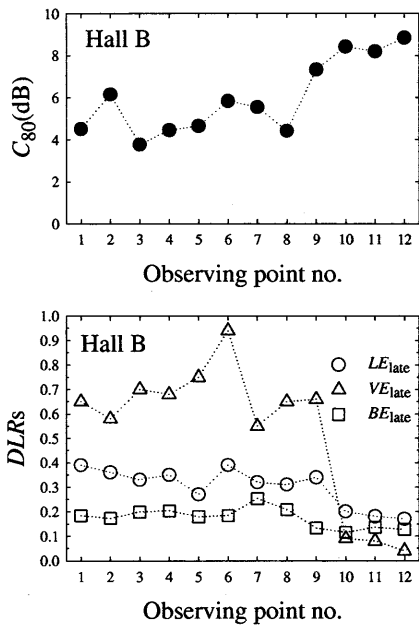 Hall B
C80(dB)
10
8
6
4
2
0
1 2 3 4 5 6 7 8 9 10 11 12
Observing point no.
Hall B
DLRs
1.0
0.9
0.8
0.7
0.6
0.5
0.4
0.3
0.2
0.1
0.0
LElate
VElate
BElate
1 2 3 4 5 6 7 8 9 10 11 12
Observing point no.